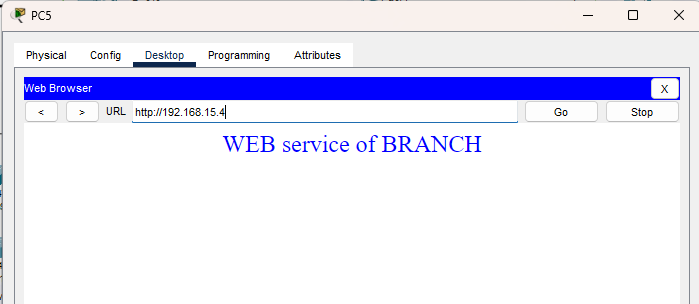 PC5
Physical Config Desktop Programming Attributes
Web Browser X
< > URL http://192.168.15.4 Go Stop
WEB service of BRANCH